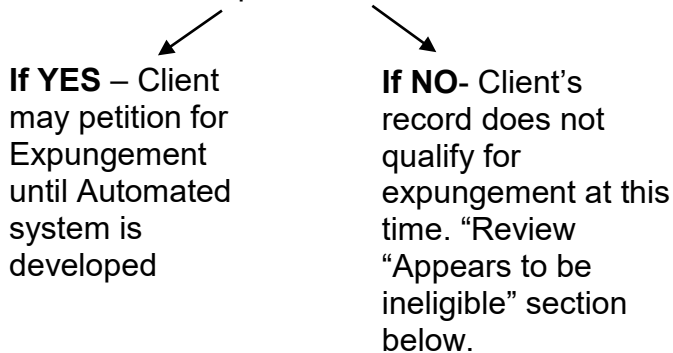 If YES – Client
may petition for
Expungement
until Automated
system is
developed
If NO- Client's
record does not
qualify for
expungement at this
time. “Review
“Appears to be
ineligible” section
below.